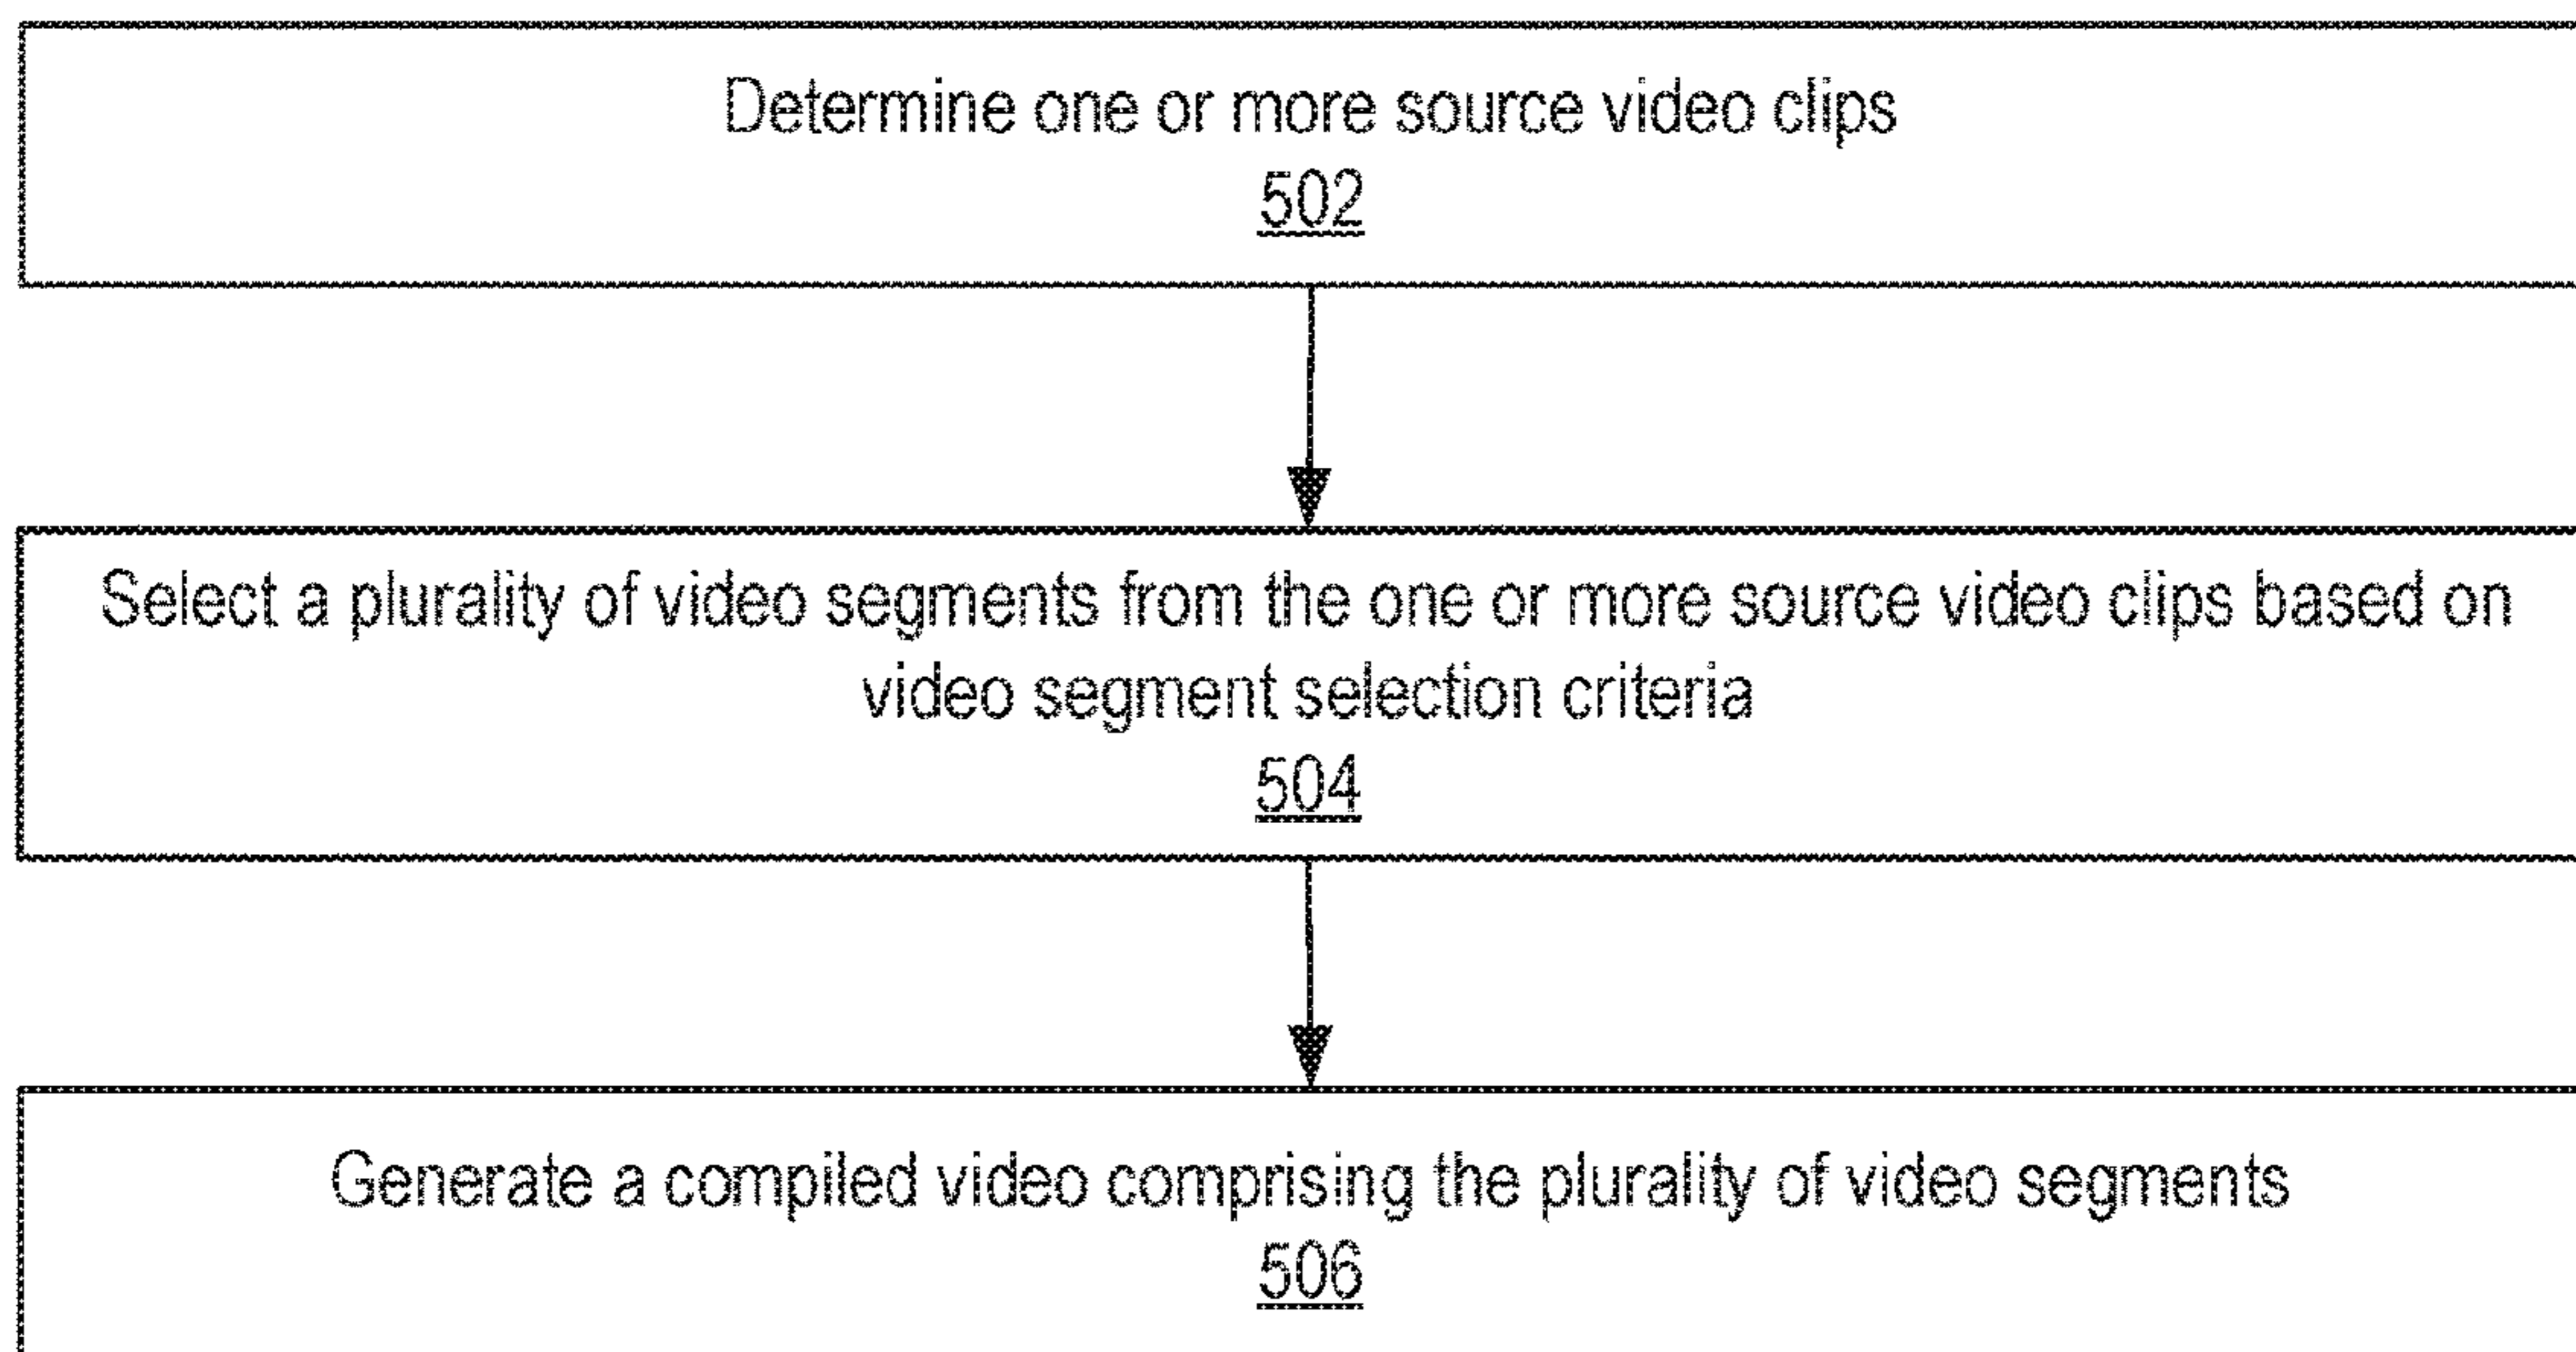 Determine one or more source video clips
502
Select a plurality of video segments from the one or more source video clips based on
video segment selection criteria
504
Generate a compiled video comprising the plurality of video segments
506